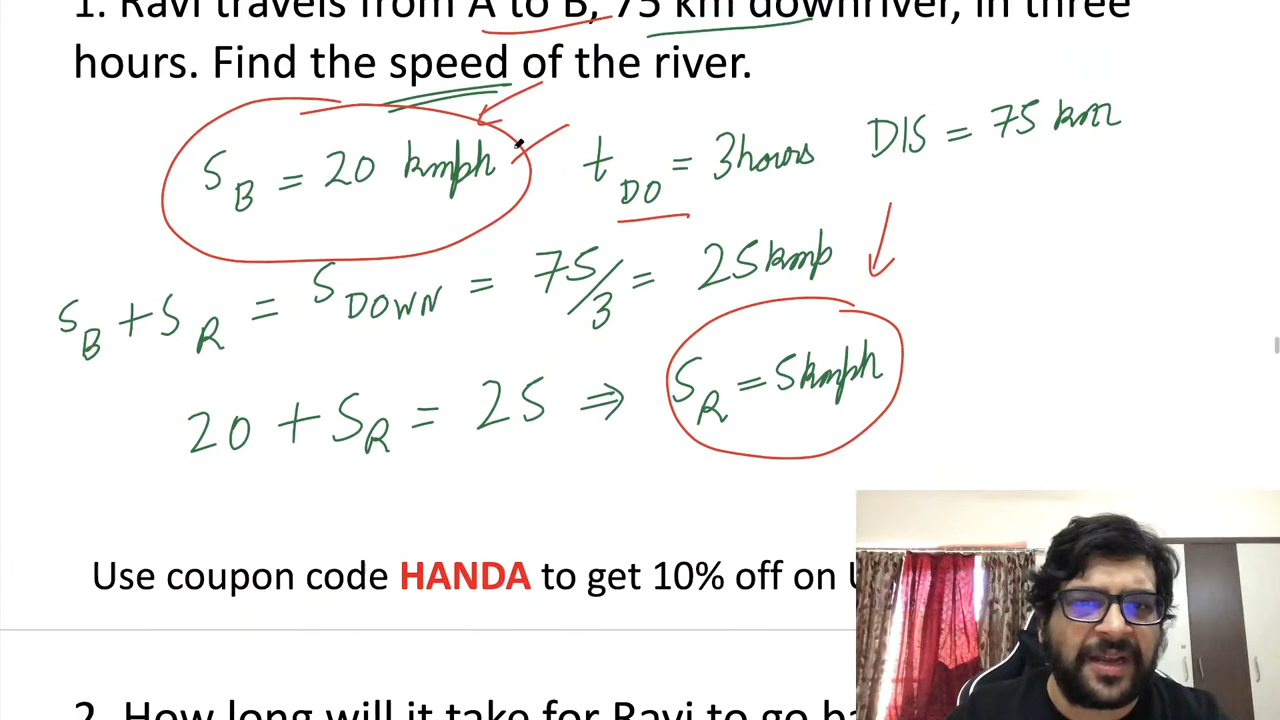 1. Ravi travels from A to B, 75 km downriver, in three
hours. Find the speed of the river.
S_B = 20 kmph t_DO = 3 hours DIS = 75 km
S_B + S_R = S_DOWN = 75/3 = 25 kmp
20 + S_R = 25 ⇒ S_R = 5 kmph
Use coupon code HANDA to get 10% off on
2. How long will it take for Ravi to go ba